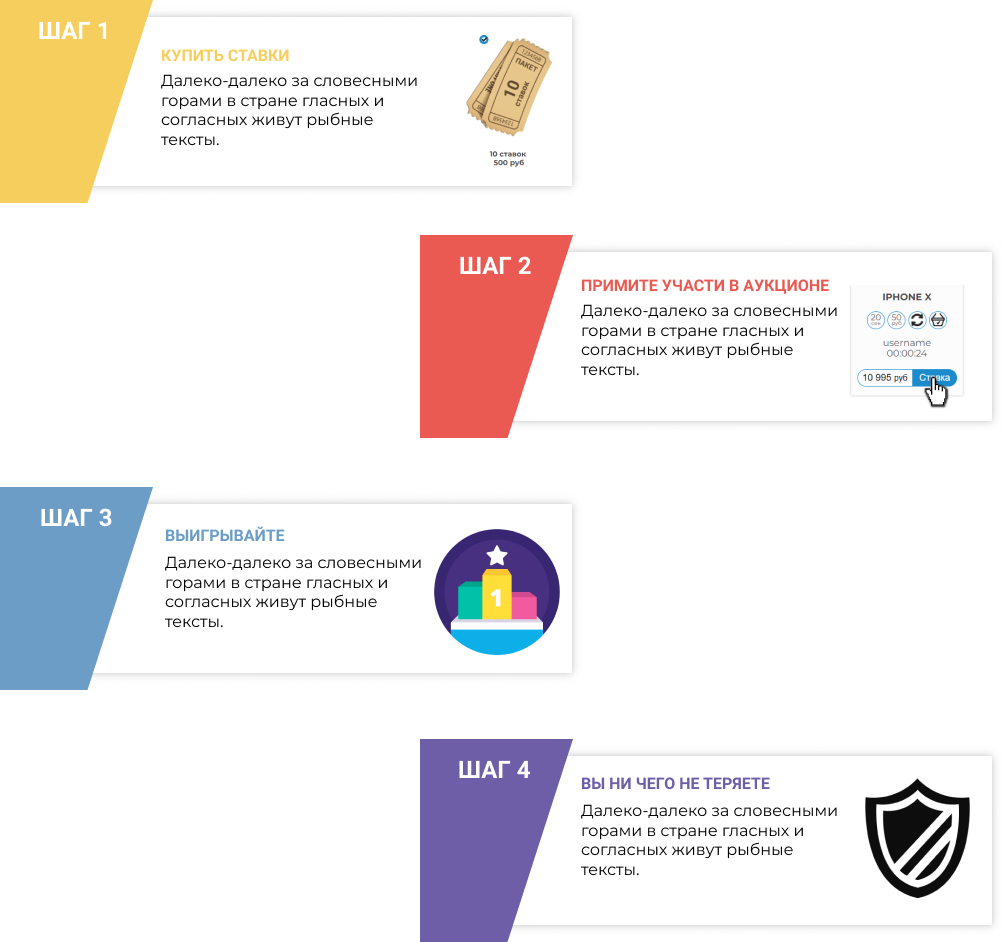 ШАГ 1
КУПИТЬ СТАВКИ
Далеко-далеко за словесными
горами в стране гласных и
согласных живут рыбные
тексты.
1234508
ПАКЕТ
10
ставок
10 ставок
500 руб
ШАГ 2
ПРИМИТЕ УЧАСТИ В АУКЦИОНЕ
Далеко-далеко за словесными
горами в стране гласных и
согласных живут рыбные
тексты.
IPHONE X
20 50
сек руб
username
00:00:24
10 995 руб Ставка
ШАГ 3
ВЫИГРЫВАЙТЕ
Далеко-далеко за словесными
горами в стране гласных и
согласных живут рыбные
тексты.
1
ШАГ 4
ВЫ НИ ЧЕГО НЕ ТЕРЯЕТЕ
Далеко-далеко за словесными
горами в стране гласных и
согласных живут рыбные
тексты.